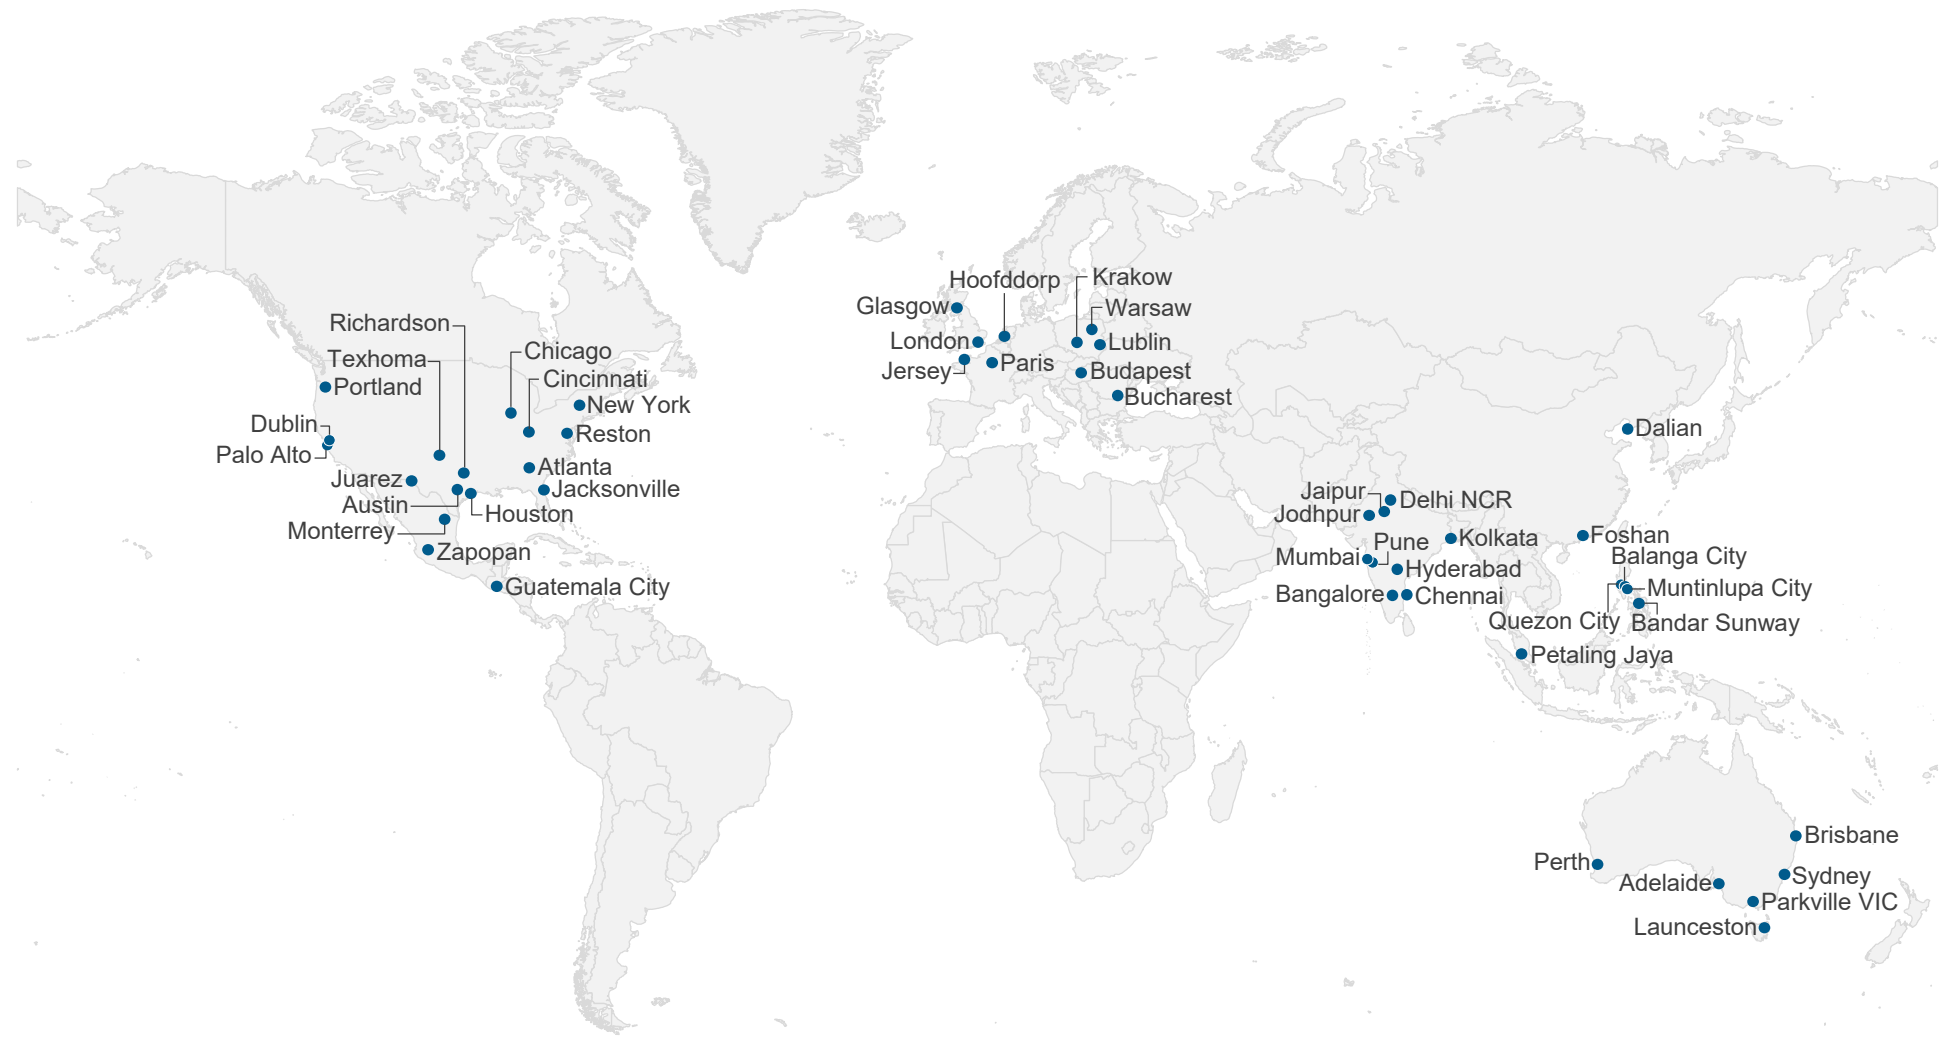 Hoofddorp
Krakow
Glasgow
Warsaw
London
Lublin
Jersey
Paris
Budapest
Bucharest
Richardson
Texhoma
Chicago
Portland
Cincinnati
New York
Dublin
Reston
Palo Alto
Atlanta
Juarez
Jacksonville
Austin
Houston
Monterrey
Zapopan
Guatemala City
Dalian
Jaipur
Delhi NCR
Jodhpur
Kolkata
Foshan
Pune
Mumbai
Balanga City
Hyderabad
Muntinlupa City
Bangalore
Chennai
Quezon City
Bandar Sunway
Petaling Jaya
Brisbane
Perth
Sydney
Adelaide
Parkville VIC
Launceston